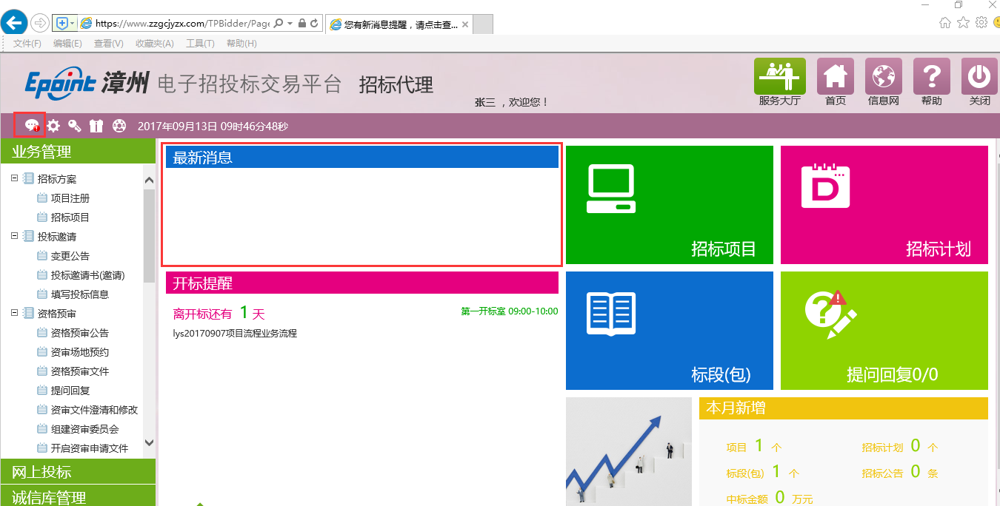 https://www.zzgcjyzx.com/TPBidder/Page
您有新消息提醒，请点击查...
文件(F) 编辑(E) 查看(V) 收藏夹(A) 工具(T) 帮助(H)
Epoint 漳州 电子招投标交易平台 招标代理
张三 ，欢迎您！
服务大厅 首页 信息网 帮助 关闭
2017年09月13日 09时46分48秒
业务管理
招标方案
项目注册
招标项目
投标邀请
变更公告
投标邀请书(邀请)
填写投标信息
资格预审
资格预审公告
资审场地预约
资格预审文件
提问回复
资审文件澄清和修改
组建资审委员会
开启资审申请文件
网上投标
诚信库管理
最新消息
开标提醒
离开标还有 1 天
第一开标室 09:00-10:00
lys20170907项目流程业务流程
招标项目
D
招标计划
标段(包)
提问回复0/0
本月新增
项目 1 个
招标计划 0 个
标段(包) 1 个
招标公告 0 条
中标金额 0 万元